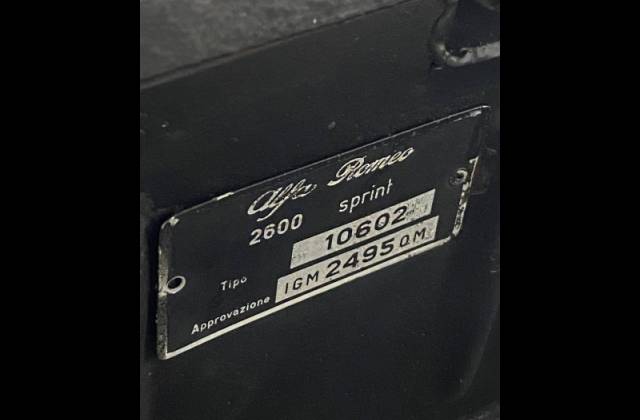 Alfa Romeo
2600 sprint
Tipo 10602
Approvazione IGM 2495 OM